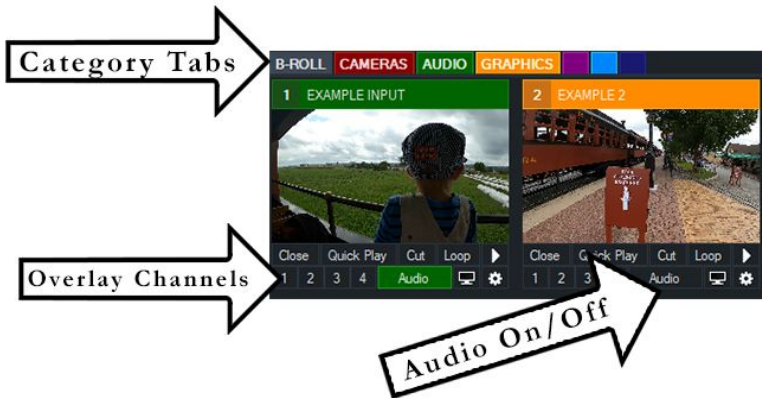 Category Tabs
B-ROLL CAMERAS AUDIO GRAPHICS
1 EXAMPLE INPUT
2 EXAMPLE 2
Close Quick Play Cut Loop
Close Quick Play Cut Loop
Overlay Channels
1 2 3 4 Audio
1 2 3 Audio
Audio On/Off